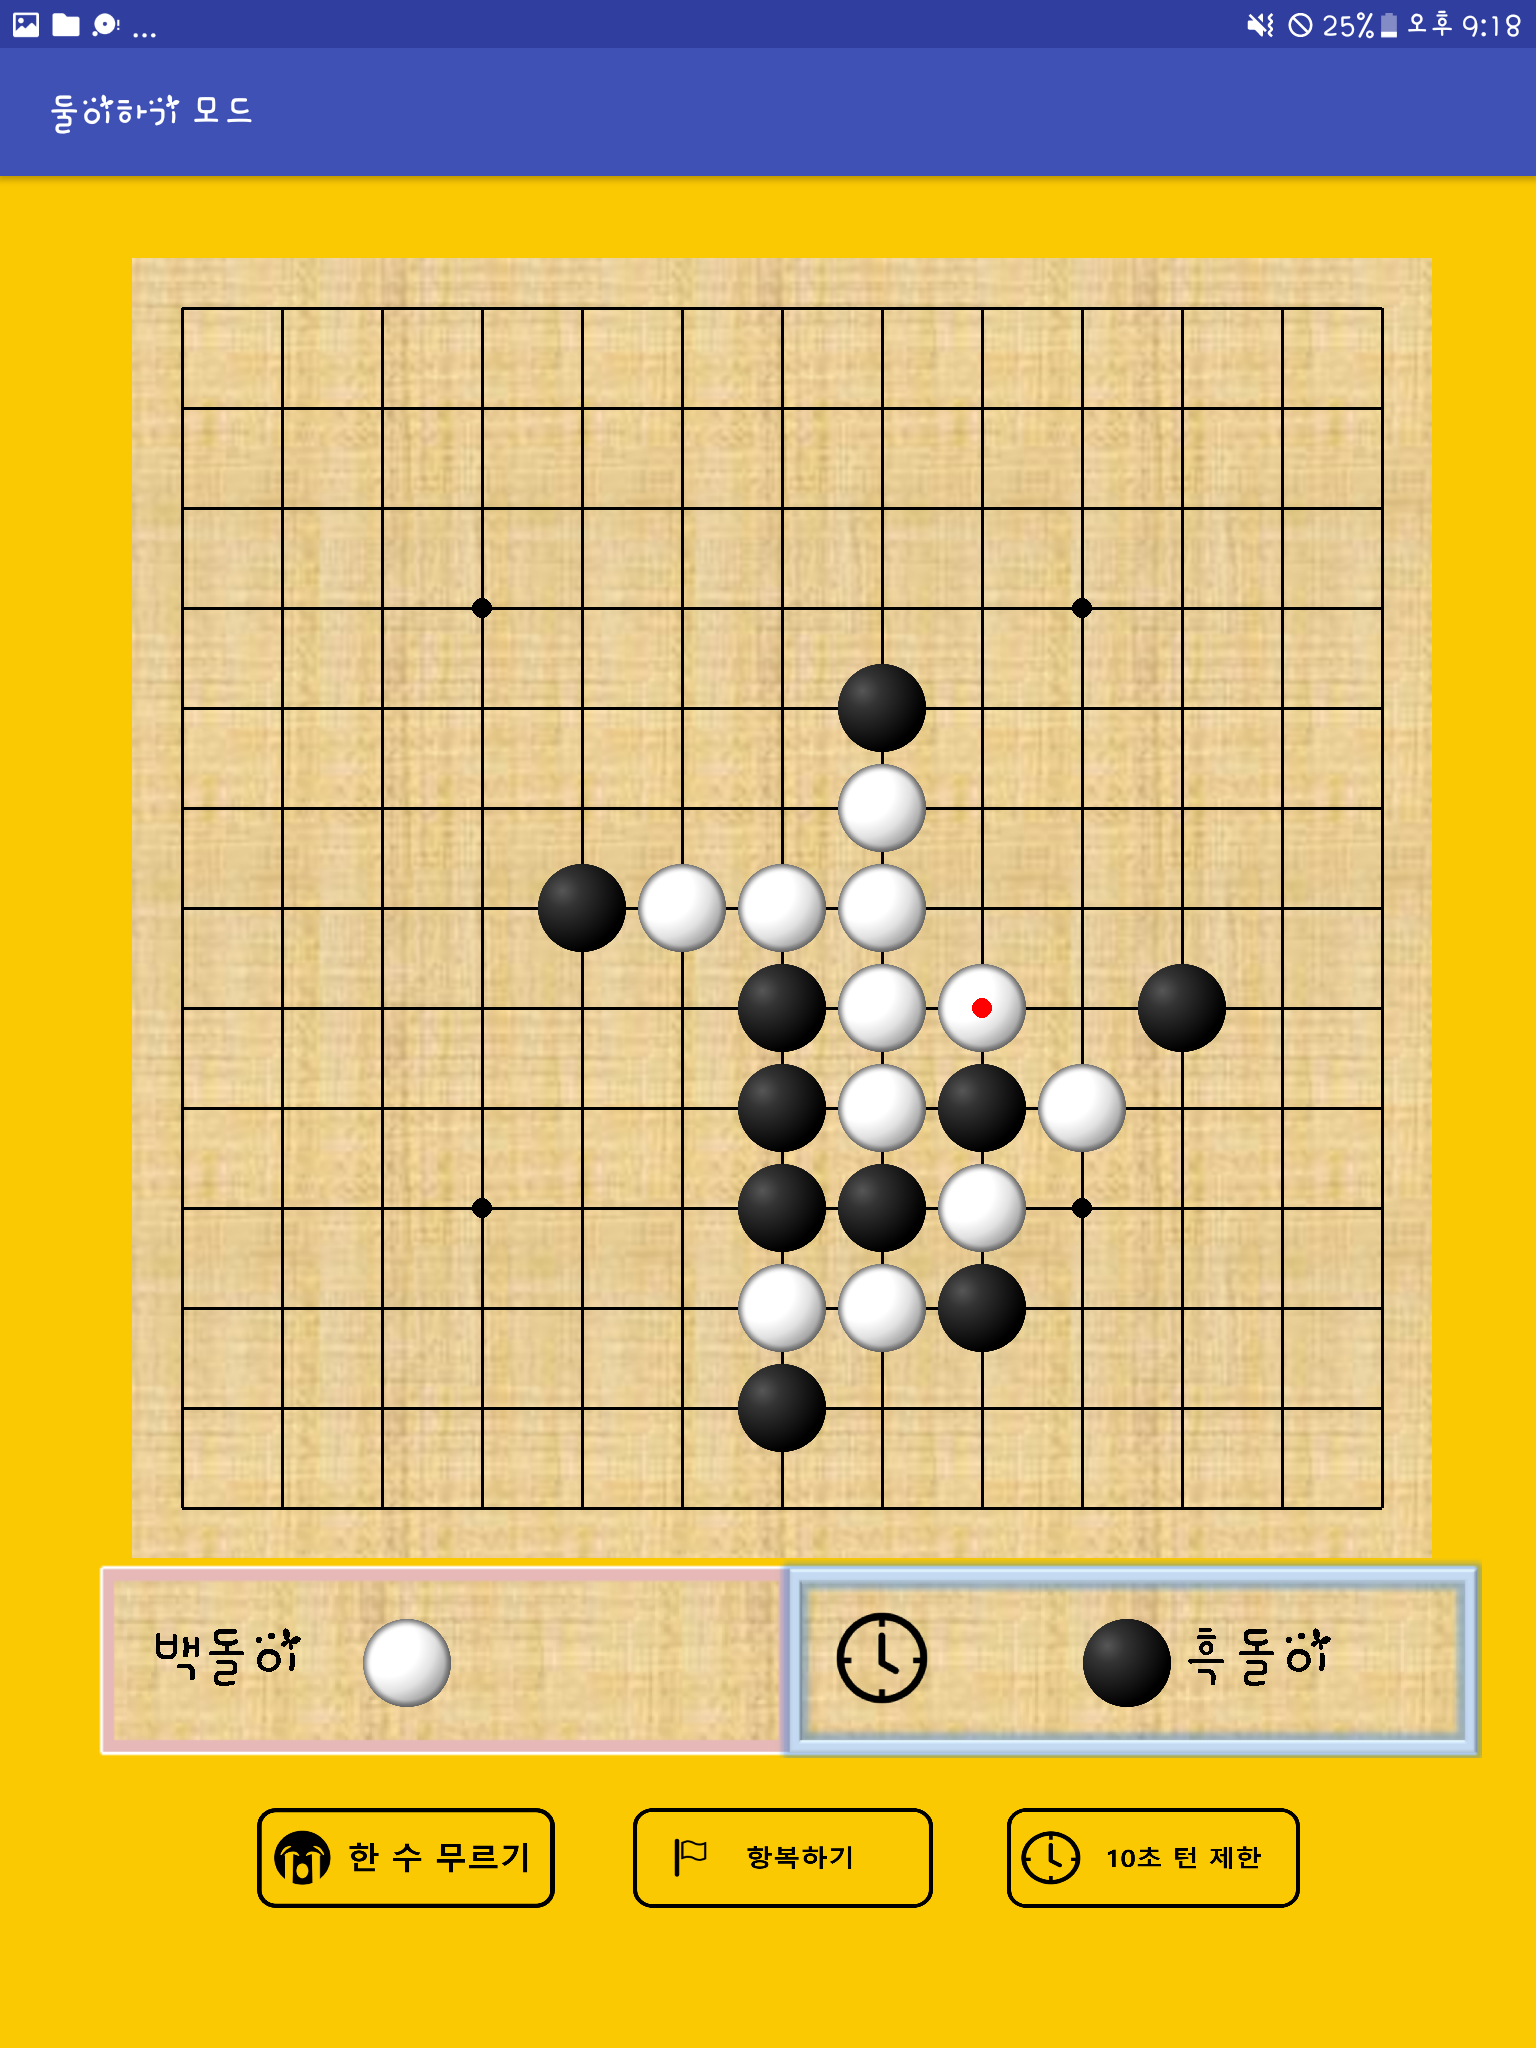 ... 25% 오후 9:18
둘이하기 모드
백돌이
흑돌이
한 수 무르기
항복하기
10초 턴 제한